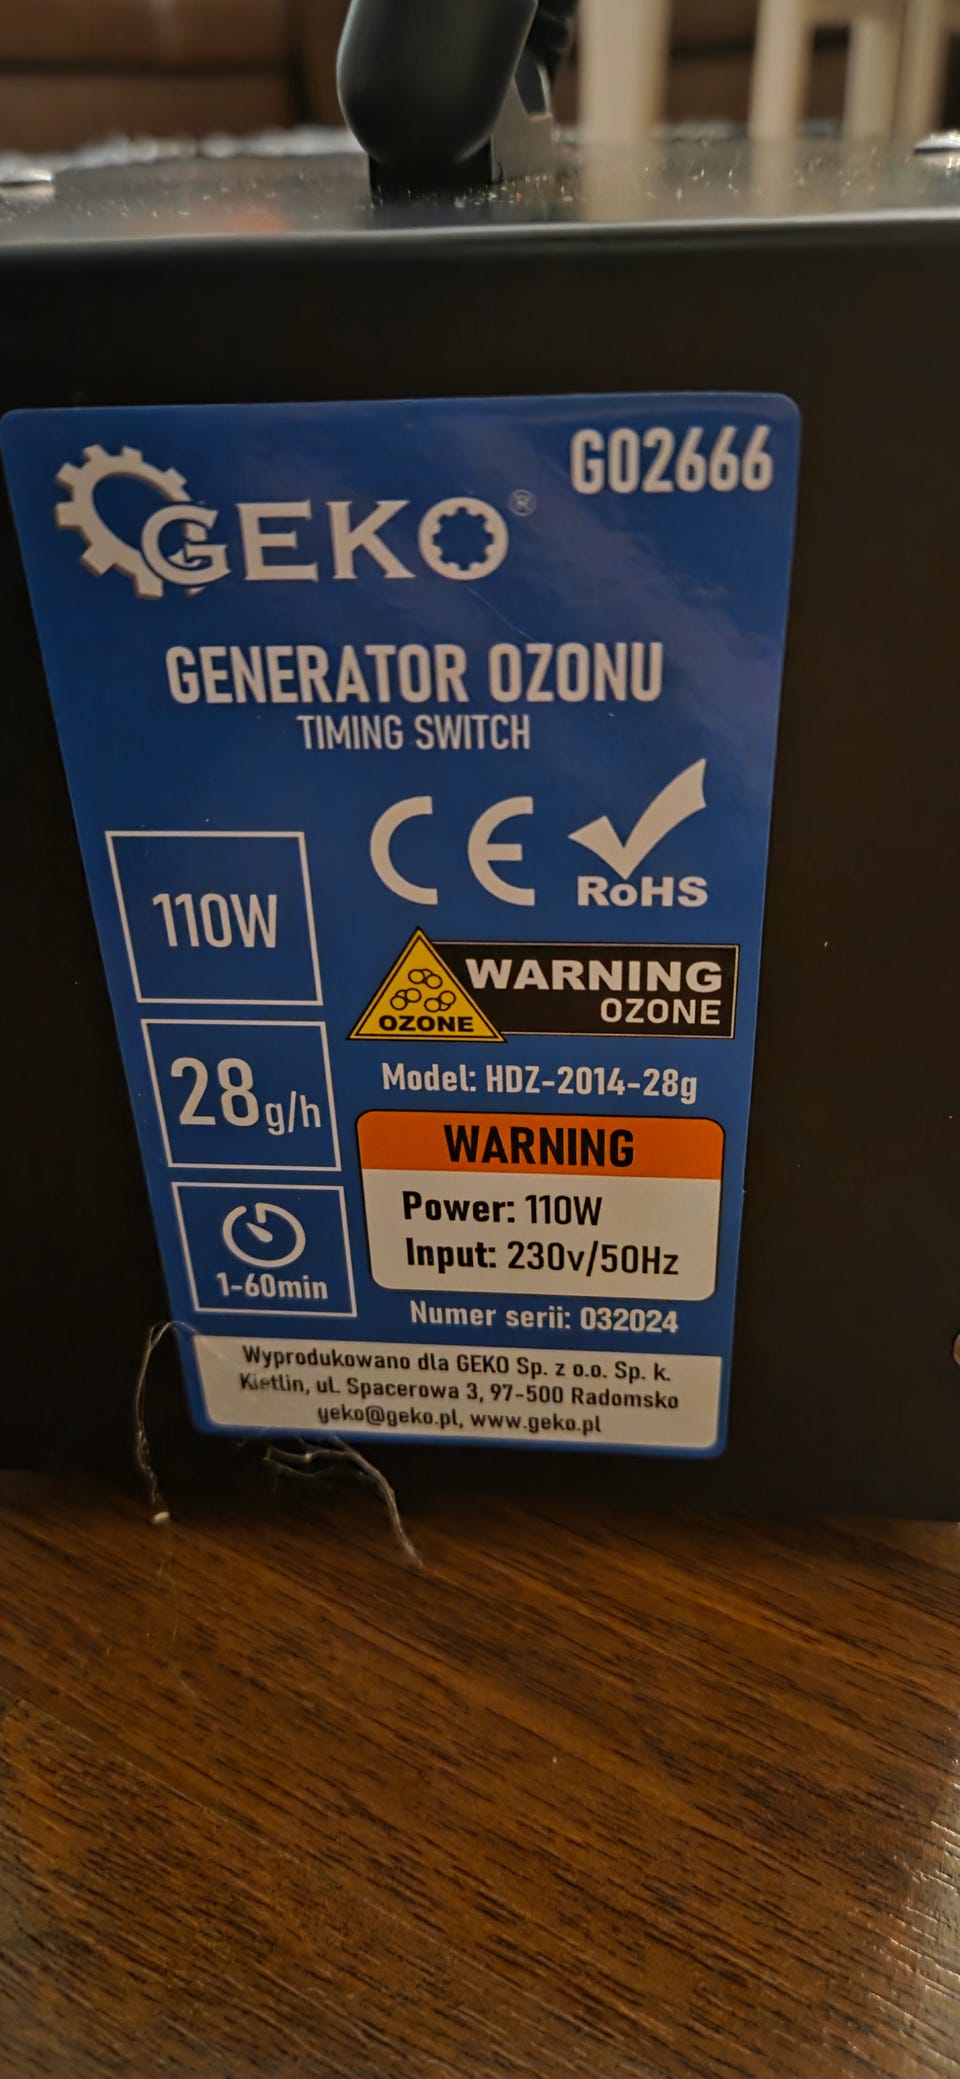 G02666
GEKO®
GENERATOR OZONU
TIMING SWITCH
CE
RoHS
110W
WARNING
OZONE
OZONE
28g/h
Model: HDZ-2014-28g
WARNING
Power: 110W
Input: 230v/50Hz
1-60min
Numer serii: 032024
Wyprodukowano dla GEKO Sp. z o.o. Sp. k.
Kietlin, ul. Spacerowa 3, 97-500 Radomsko
geko@geko.pl, www.geko.pl